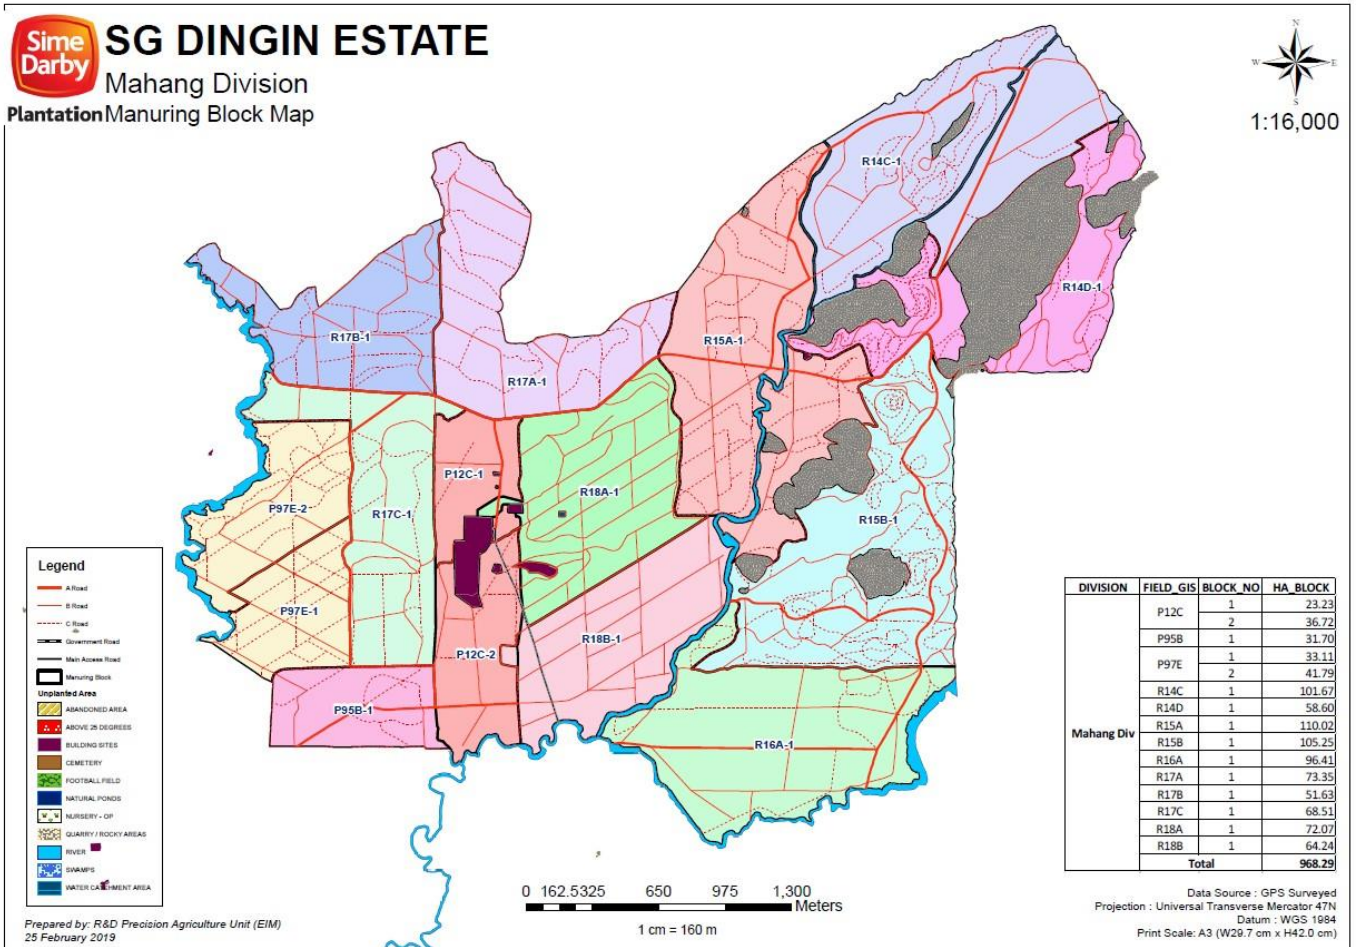 Sime
Darby
Plantation
SG DINGIN ESTATE
Mahang Division
Manuring Block Map
N
W E
S
1:16,000
R14C-1
R14D-1
R17B-1
R15A-1
R17A-1
P12C-1
R18A-1
P97E-2
R17C-1
R15B-1
P97E-1
R18B-1
P12C-2
P95B-1
R16A-1
Legend
A Road
B Road
C Road
Government Road
Main Access Road
Manuring Block
Unplanted Area
ABANDONED AREA
ABOVE 25 DEGREES
BUILDING SITES
CEMETERY
FOOTBALL FIELD
NATURAL PONDS
NURSERY - OP
QUARRY / ROCKY AREAS
RIVER
SWAMPS
WATER CATCHMENT AREA
DIVISION FIELD_GIS BLOCK_NO HA_BLOCK
Mahang Div
P12C 1 23.23
2 36.72
P95B 1 31.70
P97E 1 33.11
2 41.79
R14C 1 101.67
R14D 1 58.60
R15A 1 110.02
R15B 1 105.25
R16A 1 96.41
R17A 1 73.35
R17B 1 51.63
R17C 1 68.51
R18A 1 72.07
R18B 1 64.24
Total 968.29
0 162.5325 650 975 1,300
Meters
1 cm = 160 m
Prepared by: R&D Precision Agriculture Unit (EIM)
25 February 2019
Data Source : GPS Surveyed
Projection : Universal Transverse Mercator 47N
Datum : WGS 1984
Print Scale: A3 (W29.7 cm x H42.0 cm)